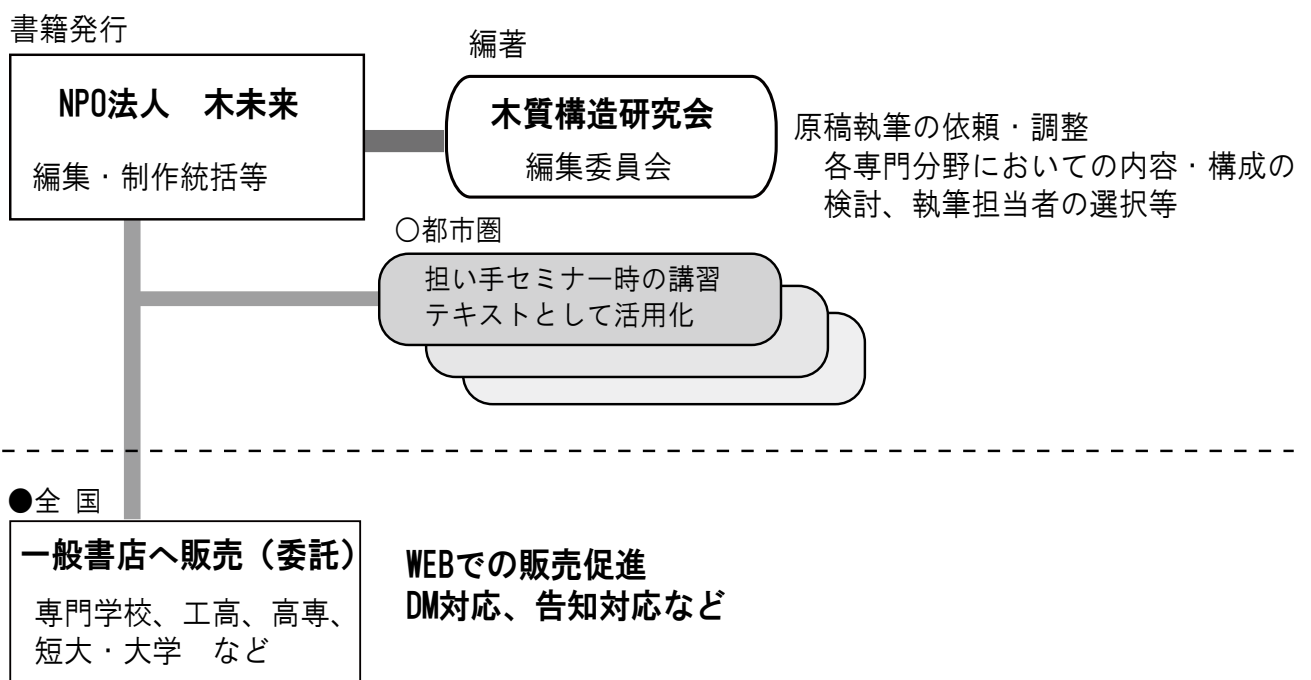 書籍発行
NPO法人　木未来
編集・制作統括等
編著
木質構造研究会
編集委員会
原稿執筆の依頼・調整
各専門分野においての内容・構成の
検討、執筆担当者の選択等
〇都市圏
担い手セミナー時の講習
テキストとして活用化
●全 国
一般書店へ販売（委託）
専門学校、工高、高専、
短大・大学　など
WEBでの販売促進
DM対応、告知対応など